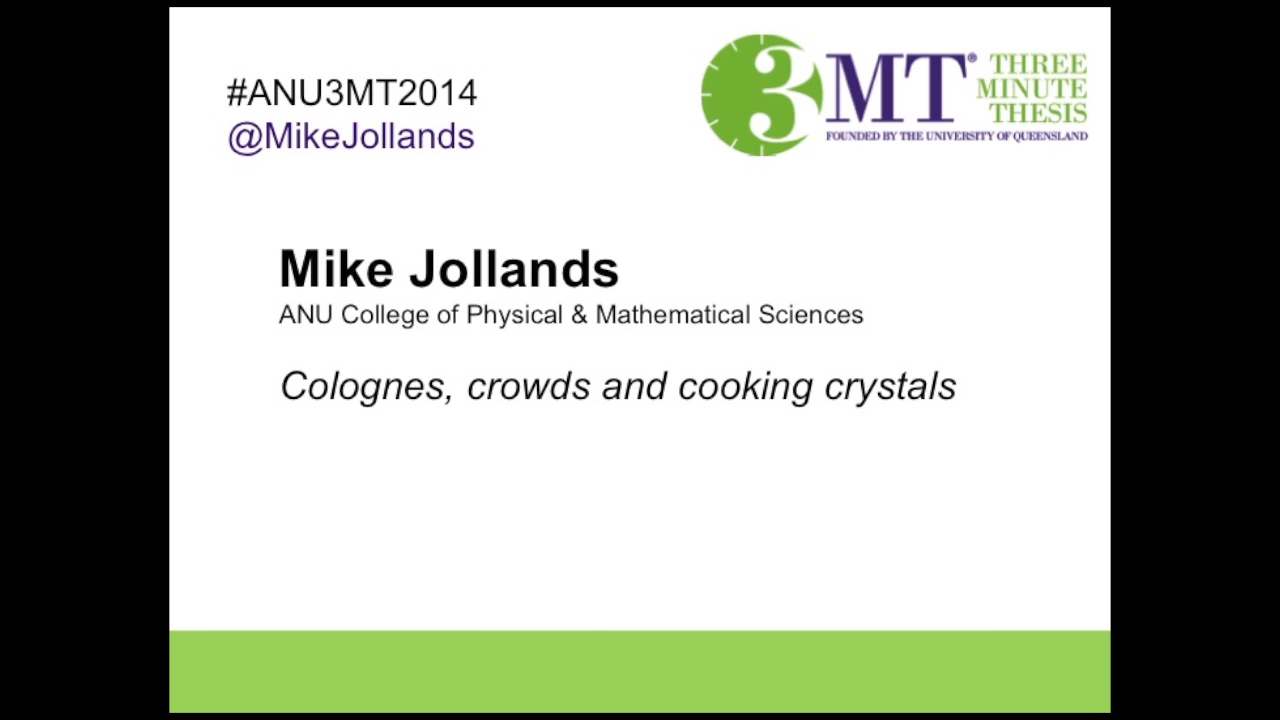 #ANU3MT2014
@MikeJollands
3MT® THREE
MINUTE
THESIS
FOUNDED BY THE UNIVERSITY OF QUEENSLAND
Mike Jollands
ANU College of Physical & Mathematical Sciences
Colognes, crowds and cooking crystals